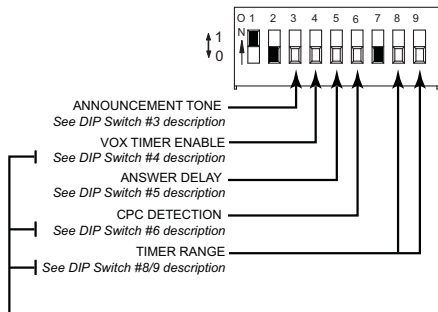 O 1 2 3 4 5 6 7 8 9
N
1
0
ANNOUNCEMENT TONE
See DIP Switch #3 description
VOX TIMER ENABLE
See DIP Switch #4 description
ANSWER DELAY
See DIP Switch #5 description
CPC DETECTION
See DIP Switch #6 description
TIMER RANGE
See DIP Switch #8/9 description